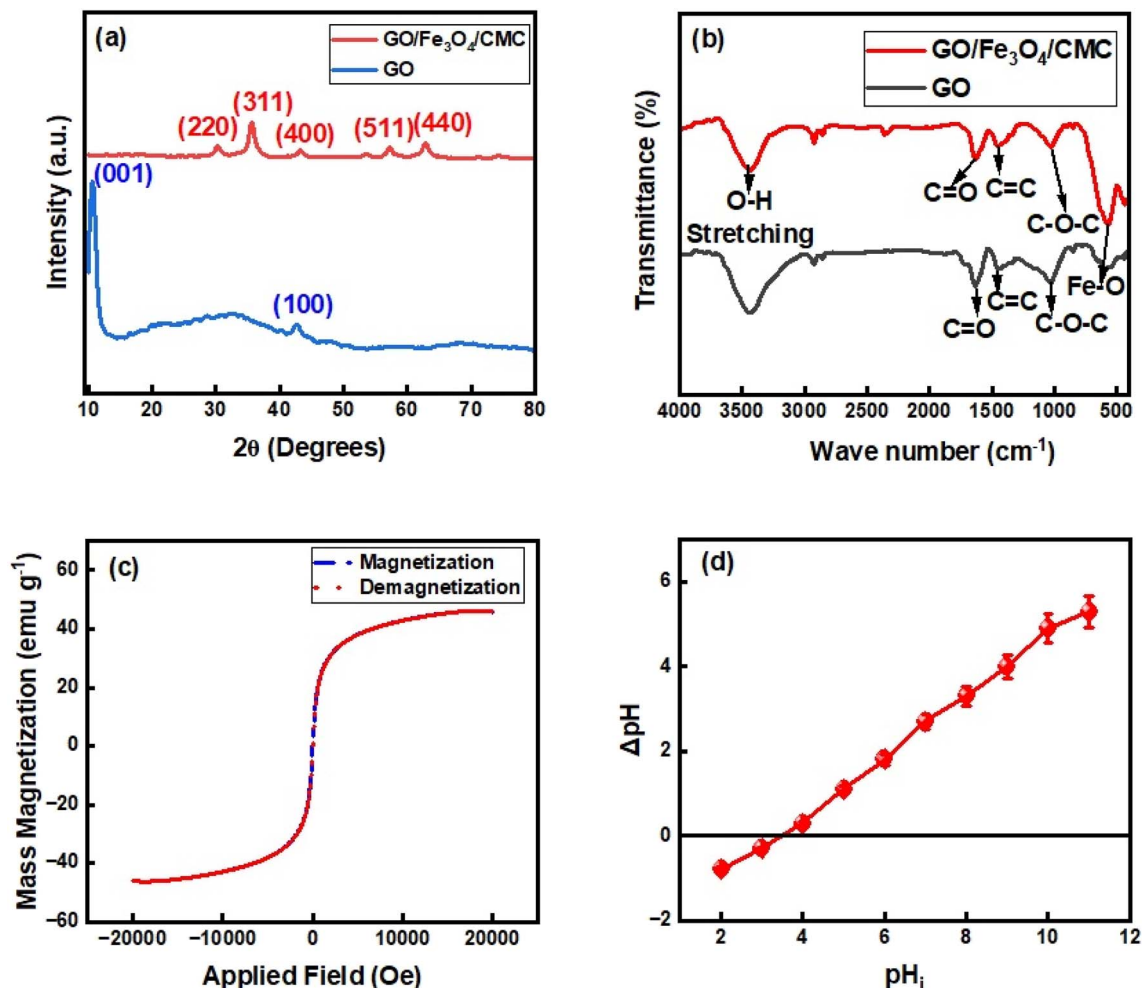 (a)
GO/Fe₃O₄/CMC
GO
(220)
(311)
(400)
(511)
(440)
(001)
(100)
Intensity (a.u.)
10 20 30 40 50 60 70 80
2θ (Degrees)
(b)
GO/Fe₃O₄/CMC
GO
Transmittance (%)
O-H
Stretching
C=O
C=C
C-O-C
Fe-O
C=O
C=C
C-O-C
4000 3500 3000 2500 2000 1500 1000 500
Wave number (cm⁻¹)
(c)
Magnetization
Demagnetization
Mass Magnetization (emu g⁻¹)
60
40
20
0
−20
−40
−60
−20000 −10000 0 10000 20000
Applied Field (Oe)
(d)
ΔpH
6
4
2
0
−2
2 4 6 8 10 12
pHᵢ